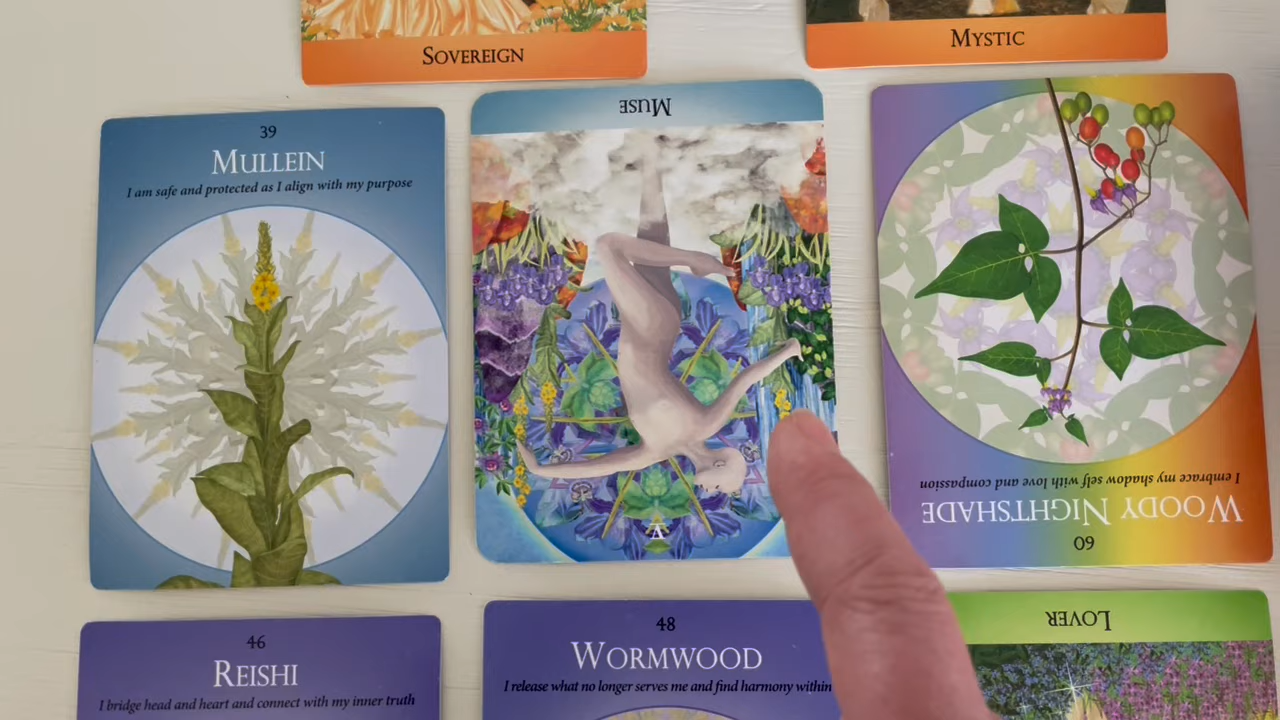 SOVEREIGN
MYSTIC
39
MULLEIN
I am safe and protected as I align with my purpose
MUSE
I embrace my shadow self with love and compassion
WOODY NIGHTSHADE
60
46
REISHI
I bridge head and heart and connect with my inner truth
48
WORMWOOD
I release what no longer serves me and find harmony within
LOVER